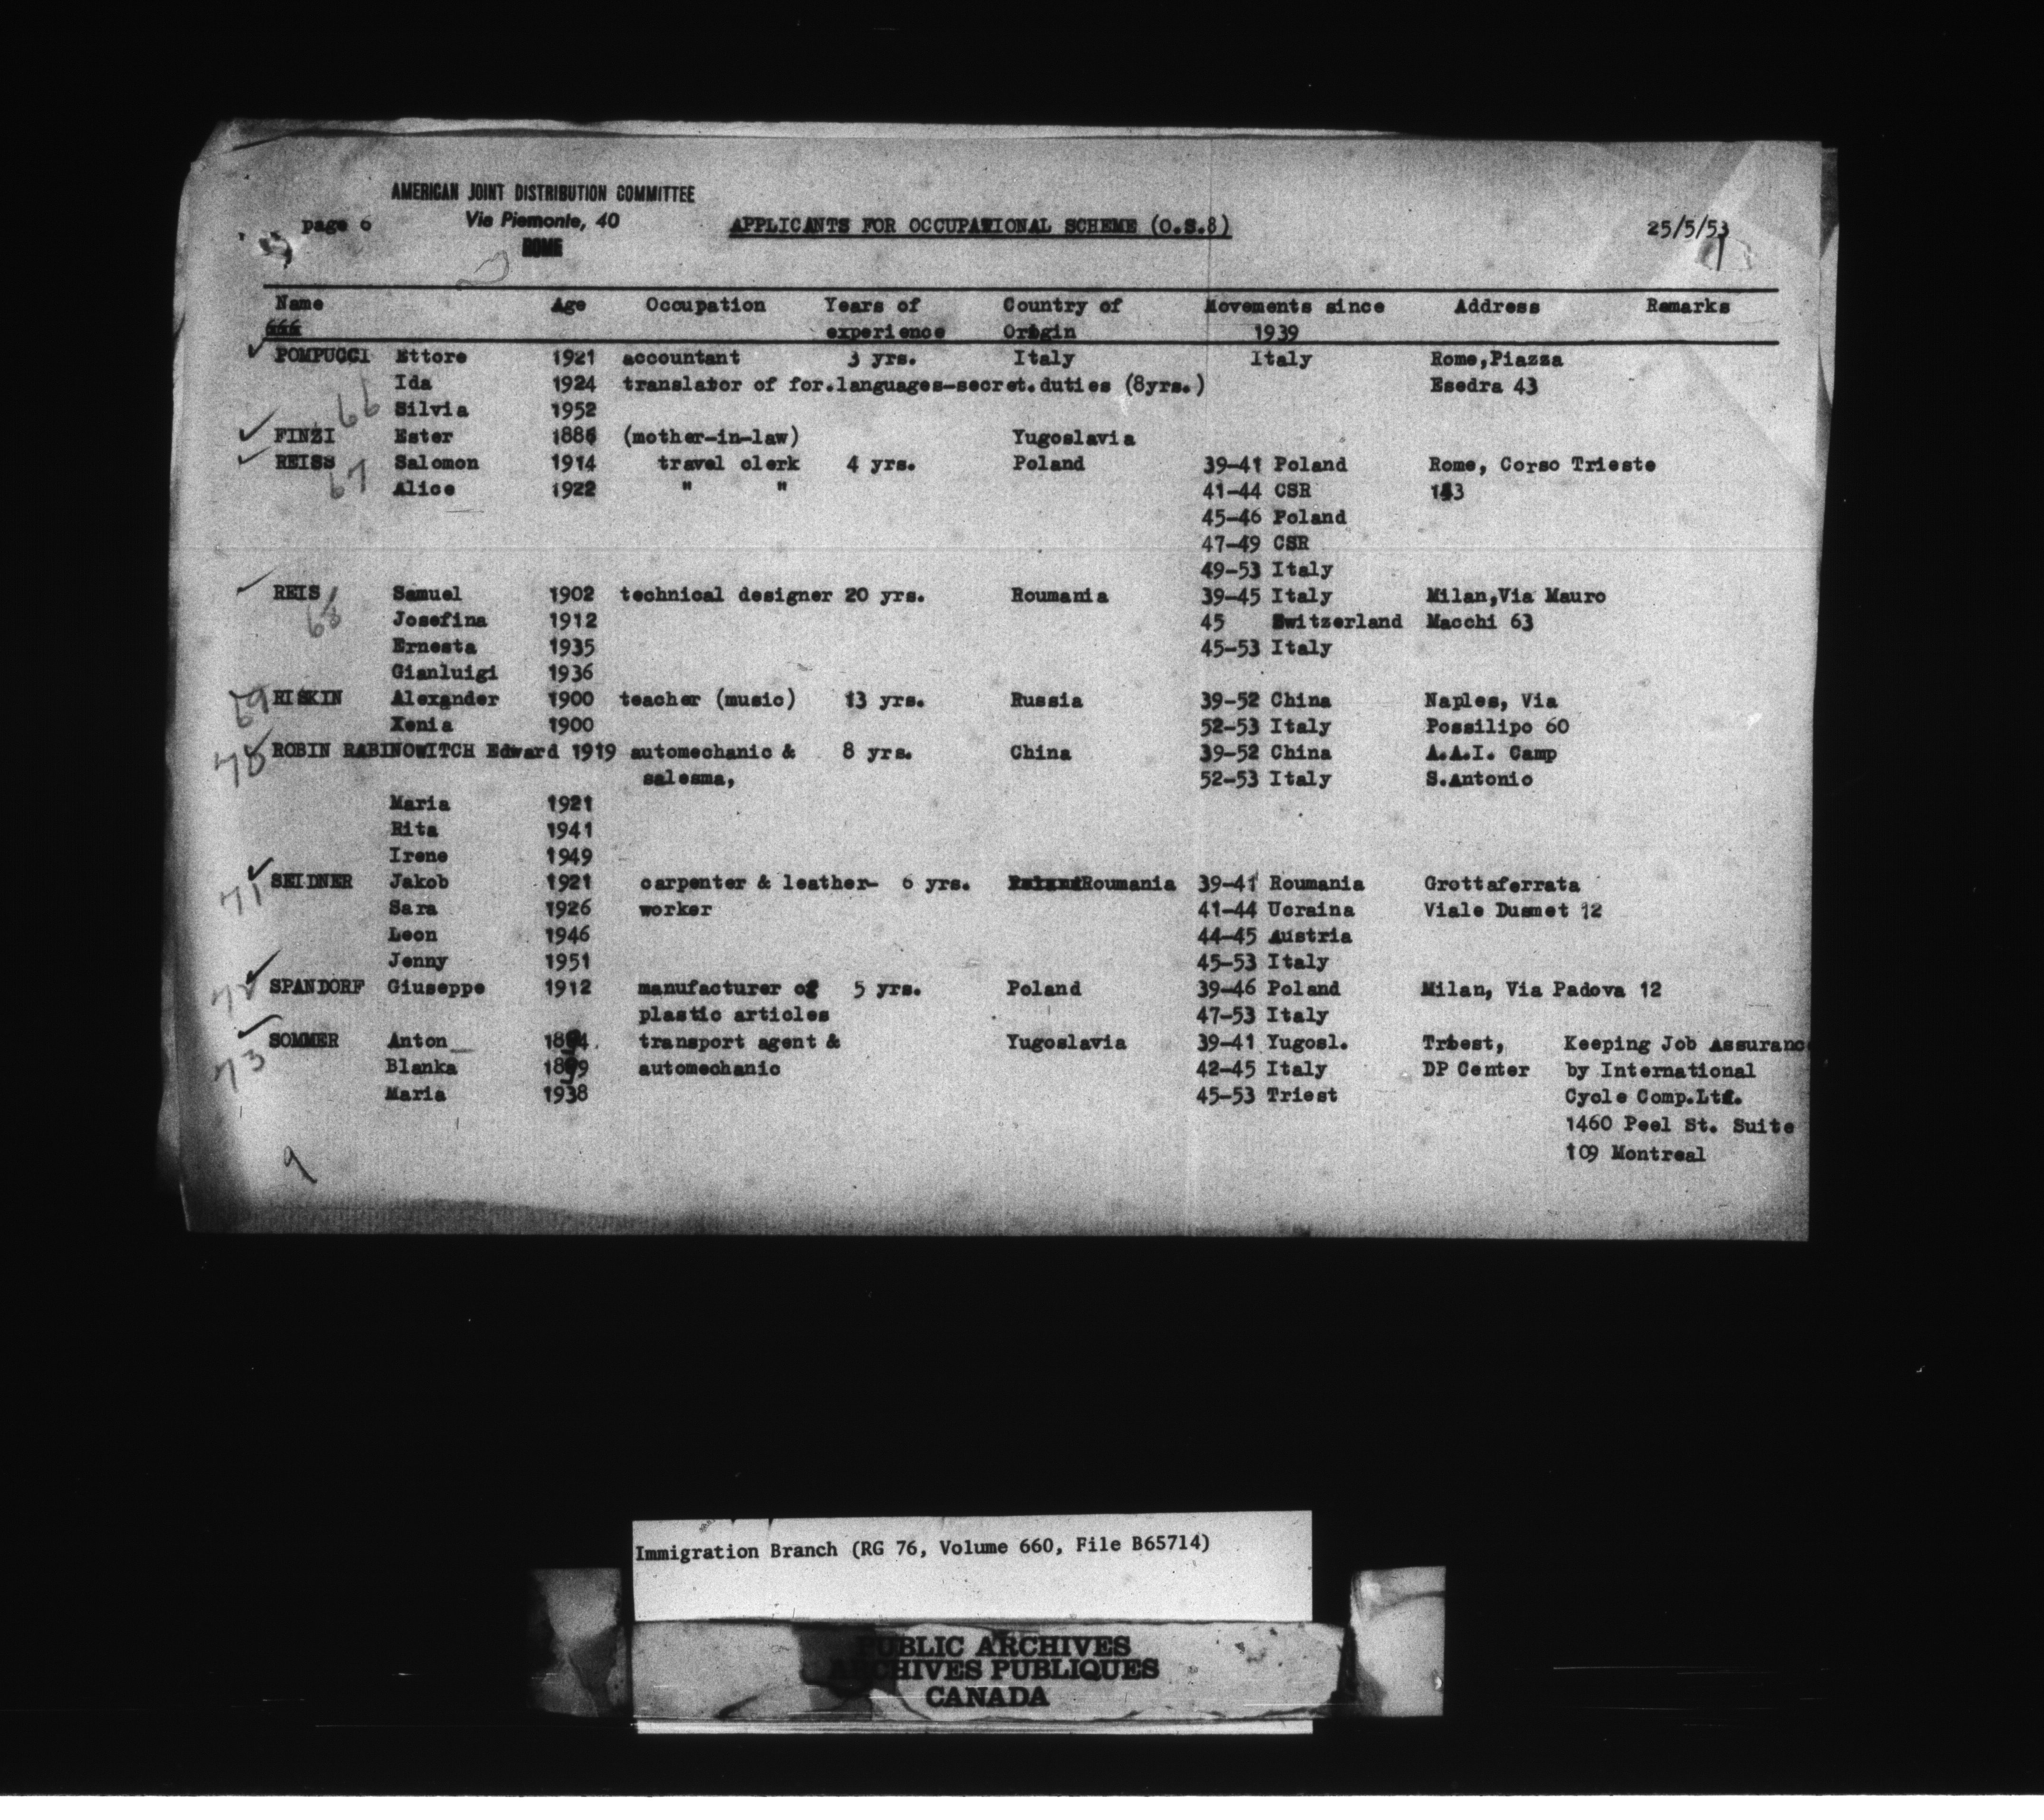 AMERICAN JOINT DISTRIBUTION COMMITTEE
page 6 Via Piemonte, 40 APPLICANTS FOR OCCUPATIONAL SCHEME (O.S.8) 25/5/53
ROME
Name Age Occupation Years of Country of Movements since Address Remarks
experience Origin 1939
POMPUCCI Ettore 1921 accountant 3 yrs. Italy Italy Rome,Piazza
Ida 1924 translator of for.languages-secret.duties (8yrs.) Esedra 43
66 Silvia 1952
FINZI Ester 1886 (mother-in-law) Yugoslavia
REISS Salomon 1914 travel clerk 4 yrs. Poland 39-41 Poland Rome, Corso Trieste
67 Alice 1922 " " 41-44 CSR 143
45-46 Poland
47-49 CSR
49-53 Italy
REIS Samuel 1902 technical designer 20 yrs. Roumania 39-45 Italy Milan,Via Mauro
68 Josefina 1912 45 Switzerland Macchi 63
Ernesta 1935 45-53 Italy
Gianluigi 1936
69 RISKIN Alexander 1900 teacher (music) 13 yrs. Russia 39-52 China Naples, Via
Xenia 1900 52-53 Italy Possilipo 60
ROBIN RABINOWITCH Edward 1919 automechanic & 8 yrs. China 39-52 China A.A.I. Camp
salesma, 52-53 Italy S.Antonio
Maria 1921
Rita 1941
Irene 1949
71 SEIDNER Jakob 1921 carpenter & leather- 6 yrs. Roumania 39-41 Roumania Grottaferrata
Sara 1926 worker 41-44 Ucraina Viale Dusmet 12
Leon 1946 44-45 Austria
Jenny 1951 45-53 Italy
72 SPANDORF Giuseppe 1912 manufacturer of 5 yrs. Poland 39-46 Poland Milan, Via Padova 12
plastic articles 47-53 Italy
SOMMER Anton transport agent & Yugoslavia 39-41 Yugosl. Triest, Keeping Job Assuranc
73 Blanka automechanic 42-45 Italy DP Center by International
Maria 1938 45-53 Triest Cycle Comp.Ltd.
1460 Peel St. Suite
109 Montreal
9
Immigration Branch (RG 76, Volume 660, File B65714)
PUBLIC ARCHIVES
ARCHIVES PUBLIQUES
CANADA